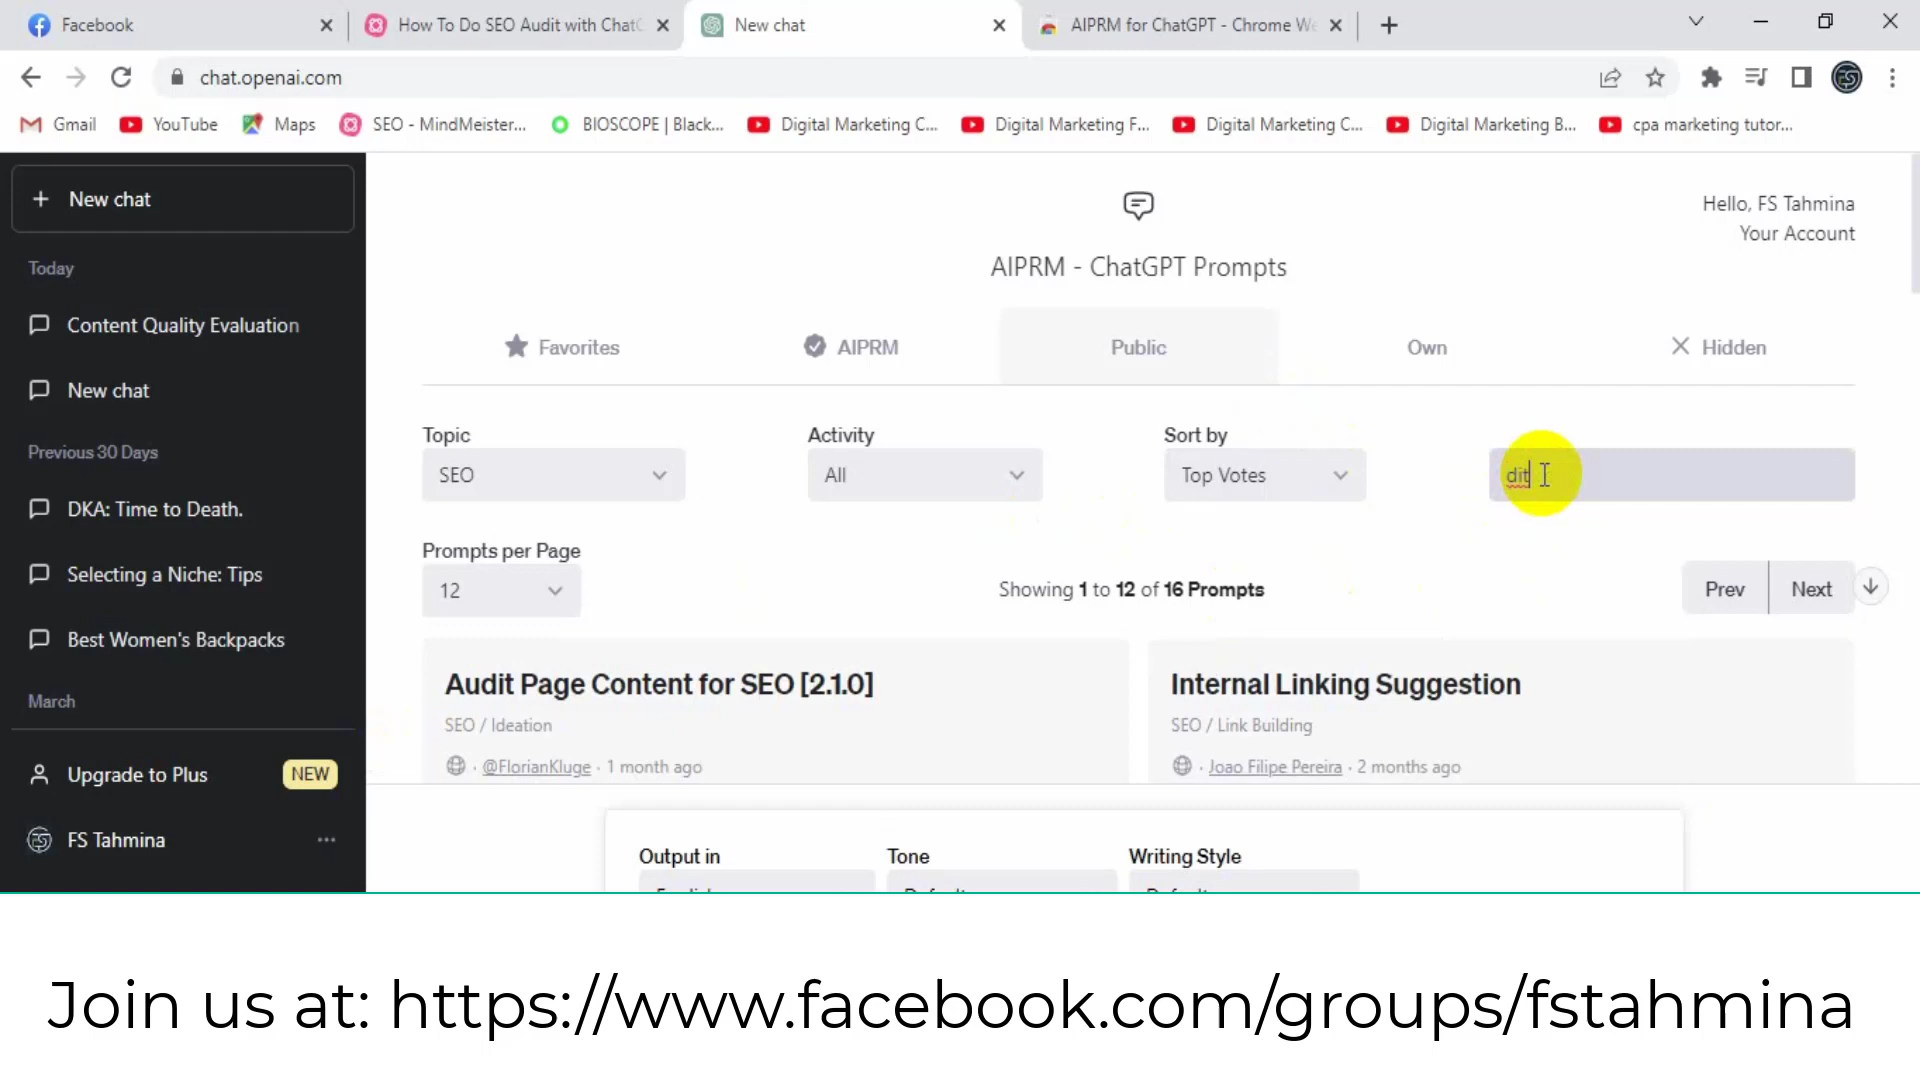 Facebook
How To Do SEO Audit with ChatG
New chat
AIPRM for ChatGPT - Chrome We
chat.openai.com
Gmail
YouTube
Maps
SEO - MindMeister...
BIOSCOPE | Black...
Digital Marketing C...
Digital Marketing F...
Digital Marketing C...
Digital Marketing B...
cpa marketing tutor...
+ New chat
Today
Content Quality Evaluation
New chat
Previous 30 Days
DKA: Time to Death.
Selecting a Niche: Tips
Best Women's Backpacks
March
Upgrade to Plus NEW
FS Tahmina
Hello, FS Tahmina
Your Account
AIPRM - ChatGPT Prompts
Favorites
AIPRM
Public
Own
Hidden
Topic
SEO
Activity
All
Sort by
Top Votes
dit
Prompts per Page
12
Showing 1 to 12 of 16 Prompts
Prev
Next
Audit Page Content for SEO [2.1.0]
SEO / Ideation
· @FlorianKluge · 1 month ago
Internal Linking Suggestion
SEO / Link Building
· Joao Filipe Pereira · 2 months ago
Output in
Tone
Writing Style
Join us at: https://www.facebook.com/groups/fstahmina